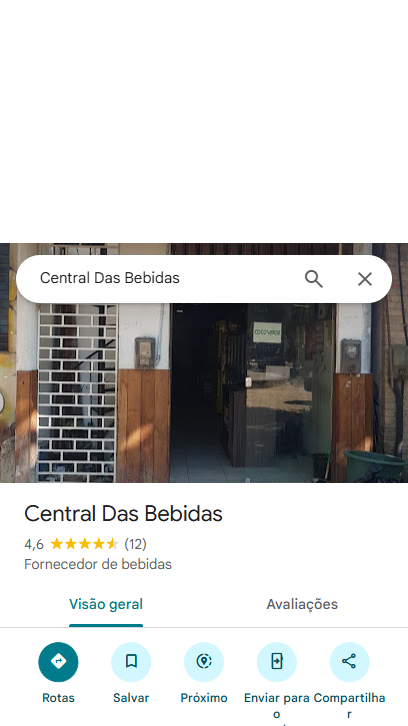 Central Das Bebidas
COCO VERDE
Central Das Bebidas
4,6 (12)
Fornecedor de bebidas
Visão geral Avaliações
Rotas Salvar Próximo Enviar para Compartilha
o r